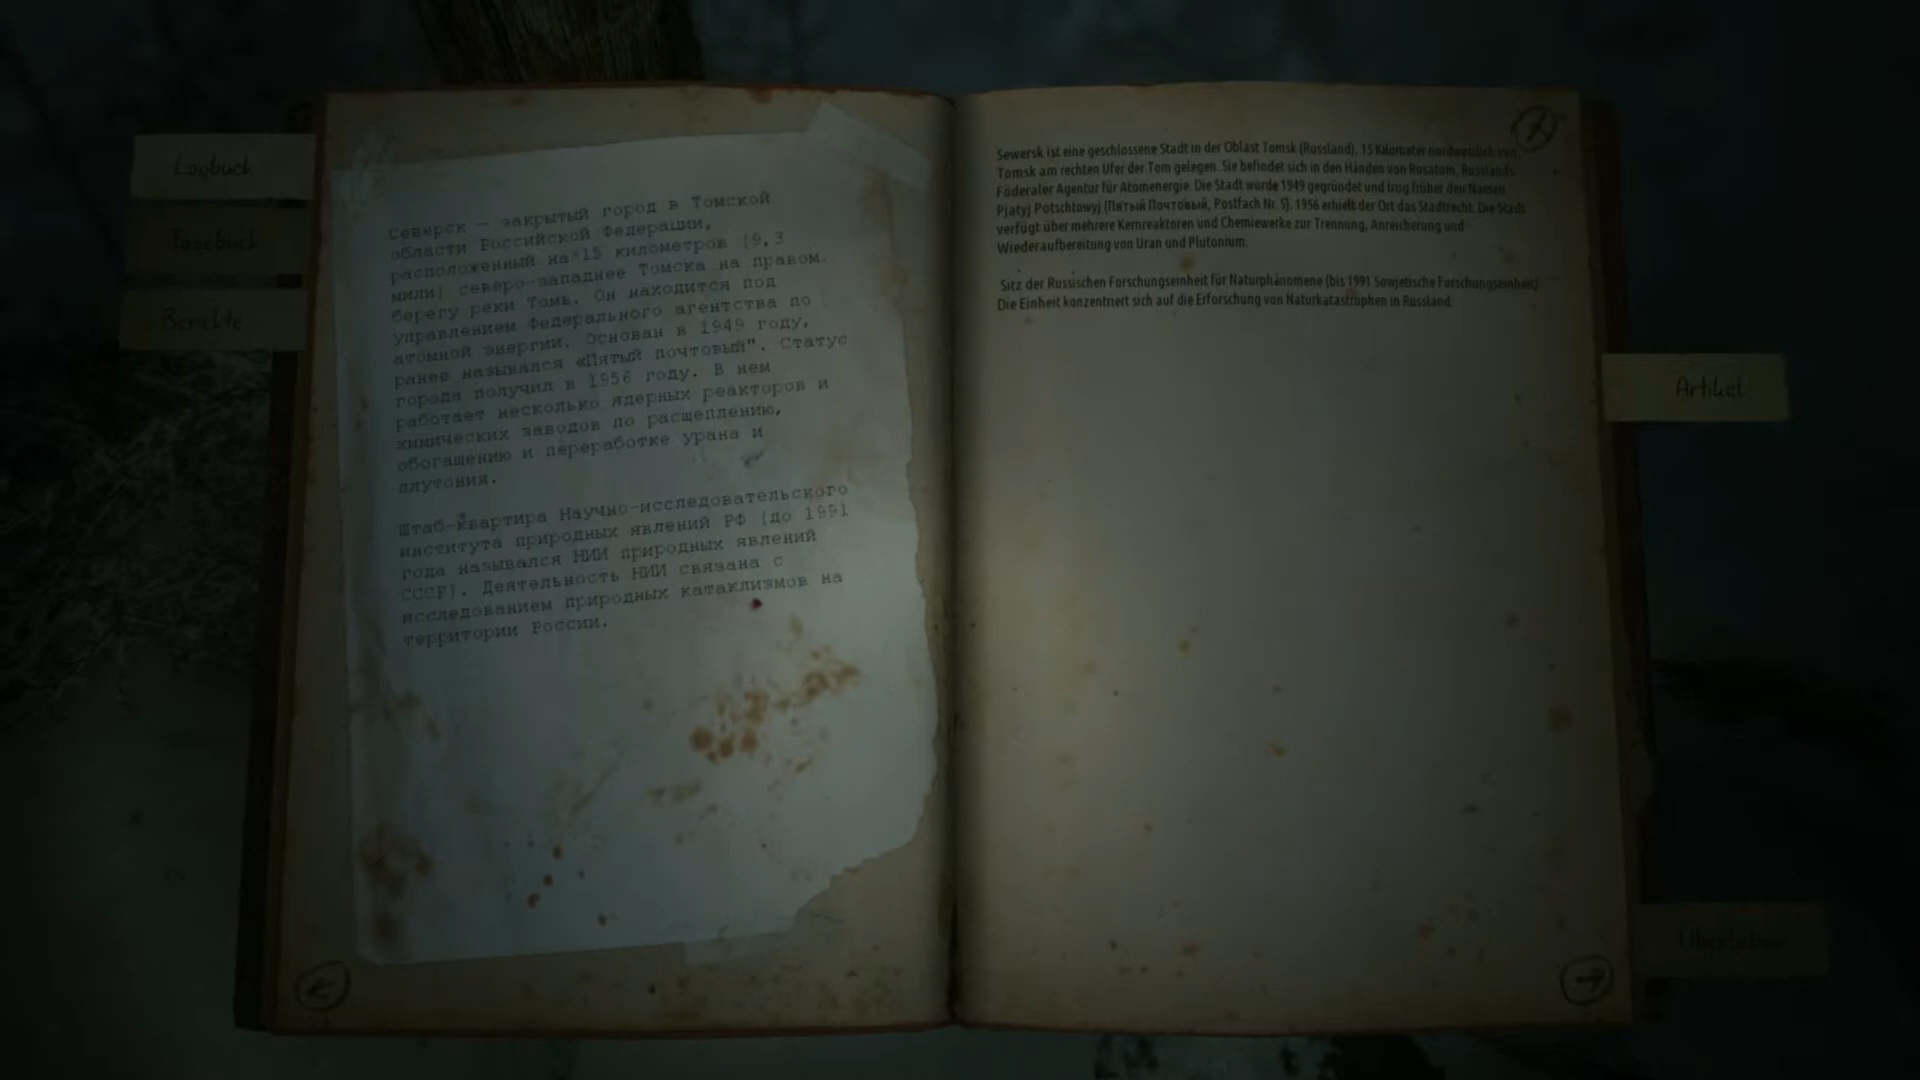 Logbuch
Tagebuch
Berichte
Северск – закрытый город в Томской
области Российской Федерации,
расположенный на 15 километров (9,3
мили) северо-западнее Томска на правом.
берегу реки Томь. Он находится под
управлением Федерального агентства по
атомной энергии. Основан в 1949 году,
ранее назывался «Пятый почтовый". Статус
города получил в 1956 году. В нем
работает несколько ядерных реакторов и
химических заводов по расщеплению,
обогащению и переработке урана и
плутония.
Штаб-квартира Научно-исследовательского
института природных явлений РФ (до 1991
года назывался НИИ природных явлений
СССР). Деятельность НИИ связана с
исследованием природных катаклизмов на
территории России.
Sewersk ist eine geschlossene Stadt in der Oblast Tomsk (Russland), 15 Kilometer nordwestlich von
Tomsk am rechten Ufer der Tom gelegen. Sie befindet sich in den Händen von Rosatom, Russlands
Föderaler Agentur für Atomenergie. Die Stadt wurde 1949 gegründet und trug früher den Namen
Pjatyj Potschtowyj (Пятый Почтовый, Postfach Nr. 5). 1956 erhielt der Ort das Stadtrecht. Die Stadt
verfügt über mehrere Kernreaktoren und Chemiewerke zur Trennung, Anreicherung und
Wiederaufbereitung von Uran und Plutonium.
Sitz der Russischen Forschungseinheit für Naturphänomene (bis 1991 Sowjetische Forschungseinheit)
Die Einheit konzentriert sich auf die Erforschung von Naturkatastrophen in Russland.
Artikel
Überleben